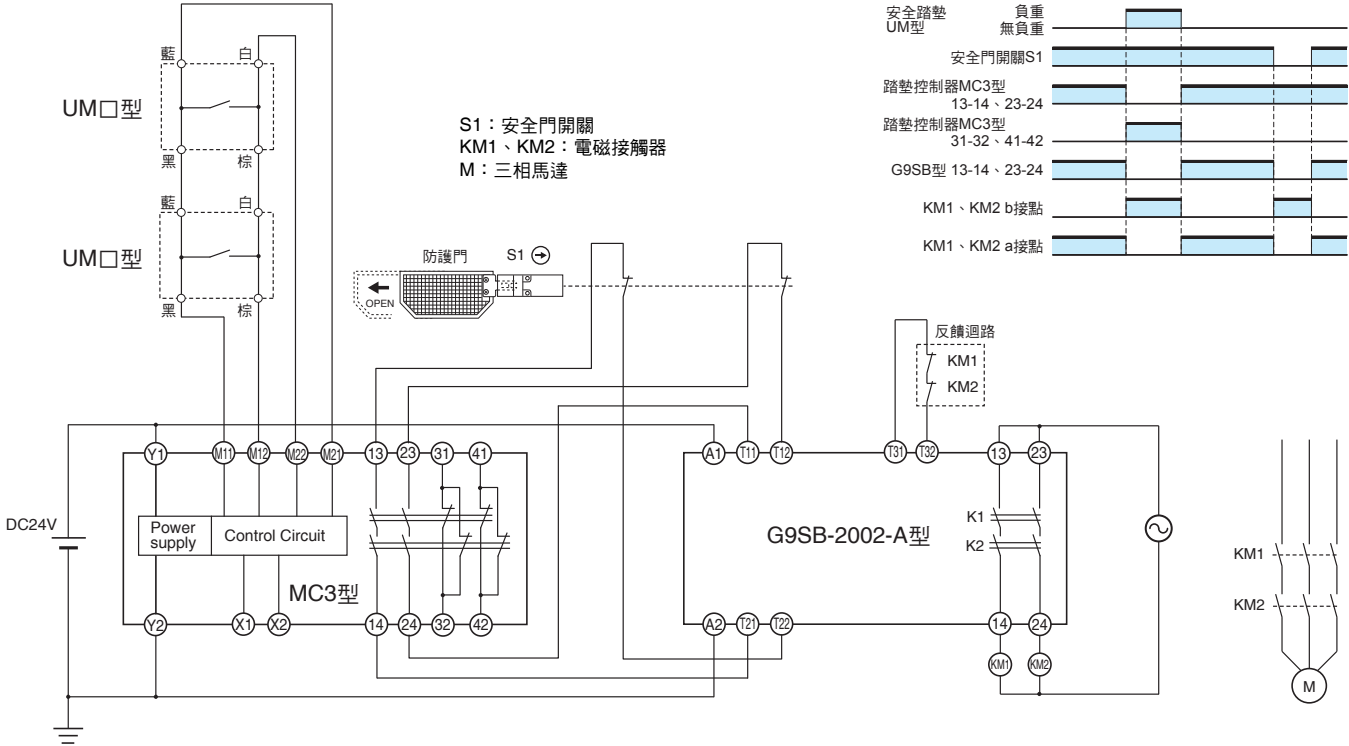 藍
白
UM□型
黑
棕
藍
白
UM□型
黑
棕
S1：安全門開關
KM1、KM2：電磁接觸器
M：三相馬達
安全踏墊
UM型
負重
無負重
安全門開關S1
踏墊控制器MC3型
13-14、23-24
踏墊控制器MC3型
31-32、41-42
G9SB型 13-14、23-24
KM1、KM2 b接點
KM1、KM2 a接點
防護門
S1
OPEN
反饋迴路
KM1
KM2
Y1
M11
M12
M22
M21
13
23
31
41
A1
T11
T12
T31
T32
13
23
DC24V
Power
supply
Control Circuit
MC3型
K1
K2
G9SB-2002-A型
KM1
KM2
Y2
X1
X2
14
24
32
42
A2
T21
T22
14
24
KM1
KM2
M